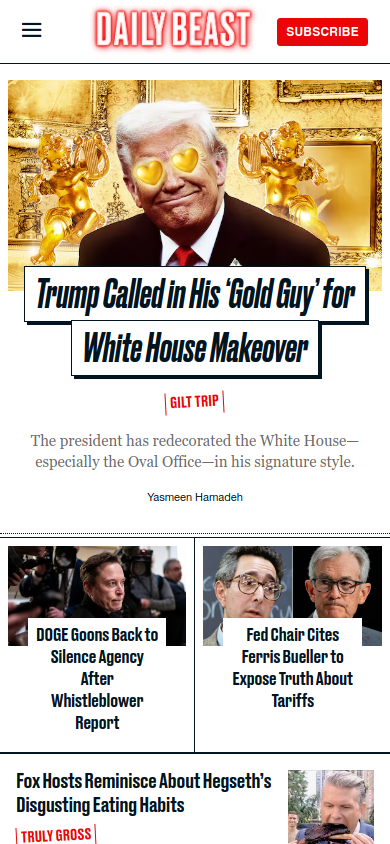 DAILY BEAST
SUBSCRIBE
Trump Called in His ‘Gold Guy’ for
White House Makeover
GILT TRIP
The president has redecorated the White House—
especially the Oval Office—in his signature style.
Yasmeen Hamadeh
DOGE Goons Back to
Silence Agency
After
Whistleblower
Report
Fed Chair Cites
Ferris Bueller to
Expose Truth About
Tariffs
Fox Hosts Reminisce About Hegseth’s
Disgusting Eating Habits
TRULY GROSS